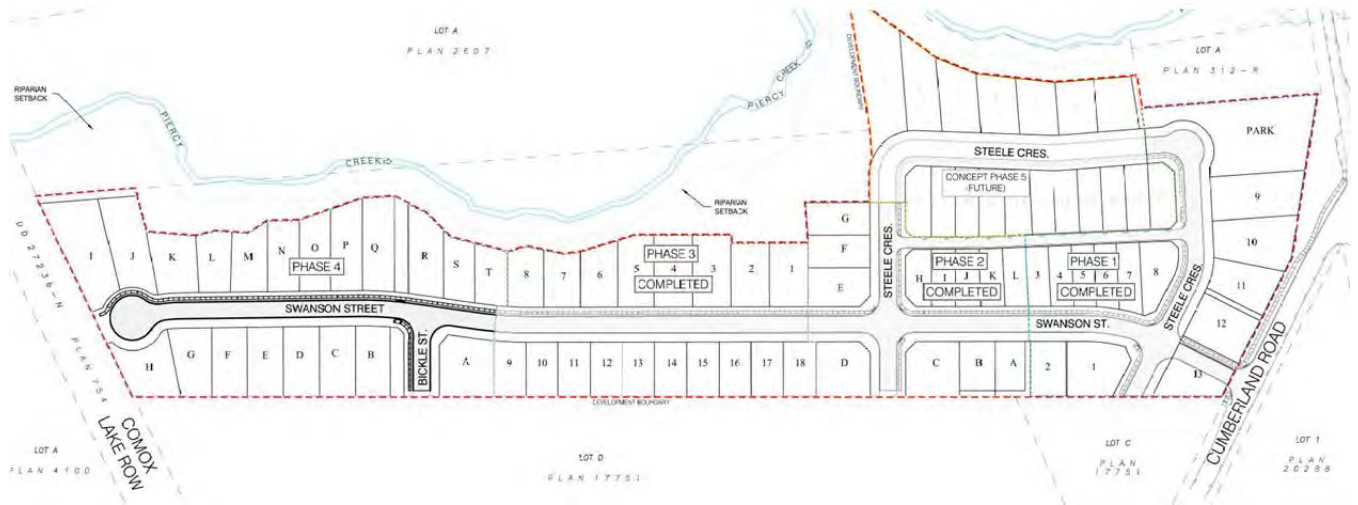 LOT A
PLAN 2607
DEVELOPMENT BOUNDARY
LOT A
PLAN 312-R
RIPARIAN
SETBACK
PIERCY
CREEK
PIERCY
CREEK
PARK
STEELE CRES.
CONCEPT PHASE 5
(FUTURE)
RIPARIAN
SETBACK
9
10
11
12
13
G
F
E
STEELE CRES.
PHASE 2
H I J K L
COMPLETED
PHASE 1
3 4 5 6 7 8
COMPLETED
STEELE CRES.
I J K L M N O P Q R S T
PHASE 4
8 7 6 5 4 3 2 1
PHASE 3
COMPLETED
SWANSON STREET
SWANSON ST.
BICKLE ST.
H G F E D C B
A
9 10 11 12 13 14 15 16 17 18
D
C B A
2 1
DEVELOPMENT BOUNDARY
CUMBERLAND ROAD
PLAN 754
COMOX
LAKE ROW
LOT A
PLAN 4100
LOT D
PLAN 17751
LOT C
PLAN
17751
LOT 1
PLAN
20288